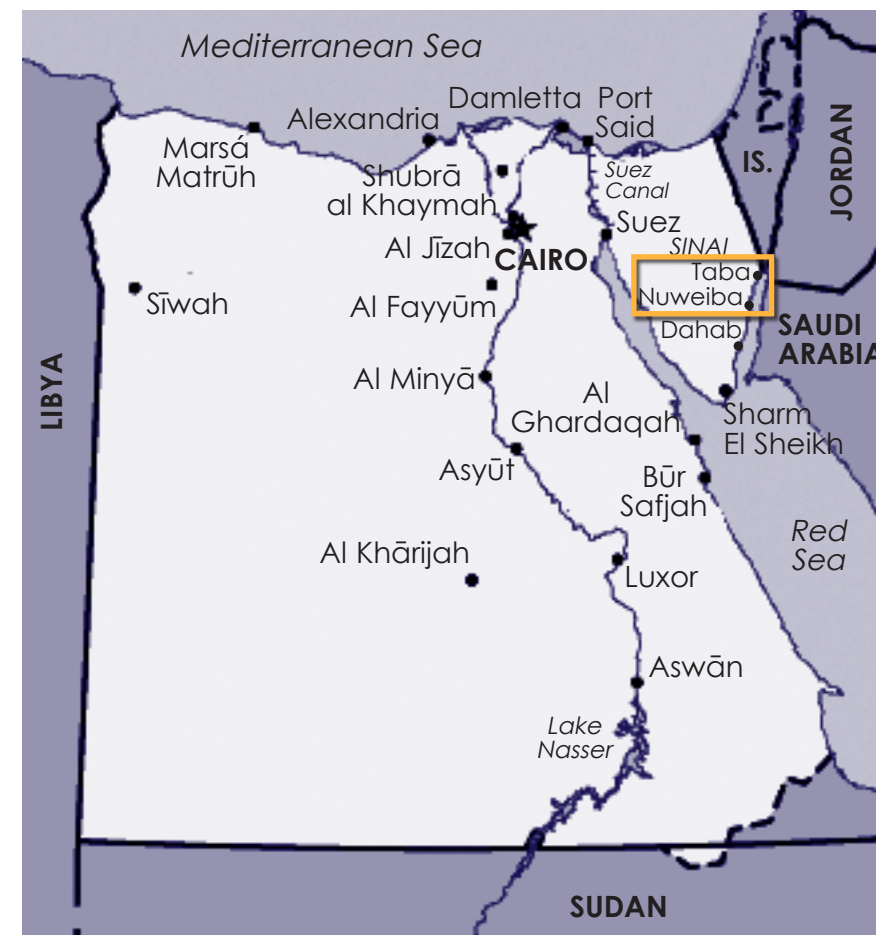 Mediterranean Sea
Damletta
Port
Said
Alexandria
Marsá
Matrūh
Shubrā
al Khaymah
Suez
Canal
IS.
JORDAN
Suez
Al Jīzah
CAIRO
SINAI
Taba
Nuweiba
Dahab
SAUDI
ARABIA
Sīwah
Al Fayyūm
LIBYA
Al Minyā
Al
Ghardaqah
Sharm
El Sheikh
Asyūt
Būr
Safjah
Red
Sea
Al Khārijah
Luxor
Aswān
Lake
Nasser
SUDAN